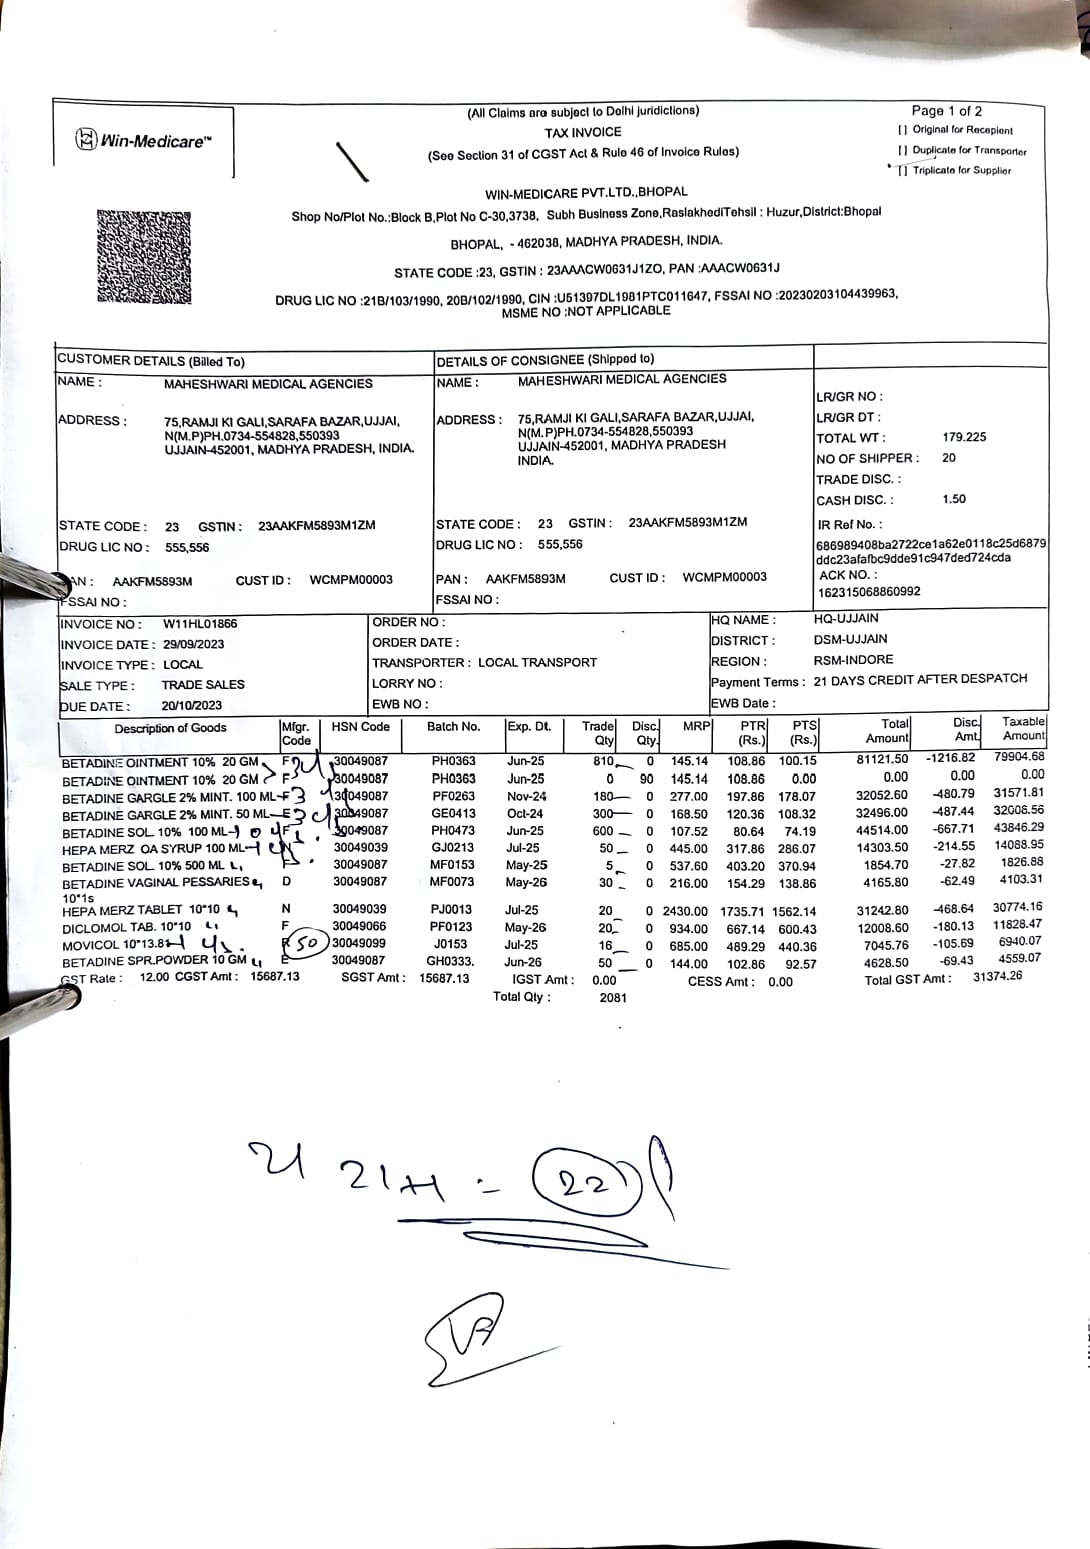 (All Claims are subject to Delhi juridictions)
Page 1 of 2
TAX INVOICE
[ ] Original for Recepient
(See Section 31 of CGST Act & Rule 46 of Invoice Rules)
[ ] Duplicate for Transporter
[ ] Triplicate for Supplier
Win-Medicare™
WIN-MEDICARE PVT.LTD.,BHOPAL
Shop No/Plot No.:Block B,Plot No C-30,3738, Subh Business Zone,RaslakhediTehsil : Huzur,District:Bhopal
BHOPAL, - 462038, MADHYA PRADESH, INDIA.
STATE CODE :23, GSTIN : 23AAACW0631J1ZO, PAN :AAACW0631J
DRUG LIC NO :21B/103/1990, 20B/102/1990, CIN :U51397DL1981PTC011647, FSSAI NO :20230203104439963,
MSME NO :NOT APPLICABLE
CUSTOMER DETAILS (Billed To)
NAME : MAHESHWARI MEDICAL AGENCIES
ADDRESS : 75,RAMJI KI GALI,SARAFA BAZAR,UJJAI,
N(M.P)PH.0734-554828,550393
UJJAIN-452001, MADHYA PRADESH, INDIA.
STATE CODE : 23 GSTIN : 23AAKFM5893M1ZM
DRUG LIC NO : 555,556
AN : AAKFM5893M CUST ID : WCMPM00003
FSSAI NO :
DETAILS OF CONSIGNEE (Shipped to)
NAME : MAHESHWARI MEDICAL AGENCIES
ADDRESS : 75,RAMJI KI GALI,SARAFA BAZAR,UJJAI,
N(M.P)PH.0734-554828,550393
UJJAIN-452001, MADHYA PRADESH
INDIA.
STATE CODE : 23 GSTIN : 23AAKFM5893M1ZM
DRUG LIC NO : 555,556
PAN : AAKFM5893M CUST ID : WCMPM00003
FSSAI NO :
LR/GR NO :
LR/GR DT :
TOTAL WT : 179.225
NO OF SHIPPER : 20
TRADE DISC. :
CASH DISC. : 1.50
IR Ref No. :
686989408ba2722ce1a62e0118c25d6879
ddc23afafbc9dde91c947ded724cda
ACK NO. :
162315068860992
INVOICE NO : W11HL01866
INVOICE DATE : 29/09/2023
INVOICE TYPE : LOCAL
SALE TYPE : TRADE SALES
DUE DATE : 20/10/2023
ORDER NO :
ORDER DATE :
TRANSPORTER : LOCAL TRANSPORT
LORRY NO :
EWB NO :
HQ NAME : HQ-UJJAIN
DISTRICT : DSM-UJJAIN
REGION : RSM-INDORE
Payment Terms : 21 DAYS CREDIT AFTER DESPATCH
EWB Date :
Description of Goods Mfgr. Code HSN Code Batch No. Exp. Dt. Trade Qty Disc. Qty. MRP PTR (Rs.) PTS (Rs.) Total Amount Disc. Amt. Taxable Amount
BETADINE OINTMENT 10% 20 GM F 30049087 PH0363 Jun-25 810 0 145.14 108.86 100.15 81121.50 -1216.82 79904.68
BETADINE OINTMENT 10% 20 GM F 30049087 PH0363 Jun-25 0 90 145.14 108.86 0.00 0.00 0.00 0.00
BETADINE GARGLE 2% MINT. 100 ML F 3 30049087 PF0263 Nov-24 180 0 277.00 197.86 178.07 32052.60 -480.79 31571.81
BETADINE GARGLE 2% MINT. 50 ML E 30049087 GE0413 Oct-24 300 0 168.50 120.36 108.32 32496.00 -487.44 32008.56
BETADINE SOL. 10% 100 ML F 30049087 PH0473 Jun-25 600 0 107.52 80.64 74.19 44514.00 -667.71 43846.29
HEPA MERZ OA SYRUP 100 ML N 30049039 GJ0213 Jul-25 50 0 445.00 317.86 286.07 14303.50 -214.55 14088.95
BETADINE SOL. 10% 500 ML 30049087 MF0153 May-25 5 0 537.60 403.20 370.94 1854.70 -27.82 1826.88
BETADINE VAGINAL PESSARIES D 30049087 MF0073 May-26 30 0 216.00 154.29 138.86 4165.80 -62.49 4103.31
10*1s
HEPA MERZ TABLET 10*10 N 30049039 PJ0013 Jul-25 20 0 2430.00 1735.71 1562.14 31242.80 -468.64 30774.16
DICLOMOL TAB. 10*10 F 30049087 PF0123 May-26 20 0 934.00 667.14 600.43 12008.60 -180.13 11828.47
MOVICOL 10*13.8 R 50 30049099 J0153 Jul-25 16 0 685.00 489.29 440.36 7045.76 -105.69 6940.07
BETADINE SPR.POWDER 10 GM E 30049087 GH0333. Jun-26 50 0 144.00 102.86 92.57 4628.50 -69.43 4559.07
GST Rate : 12.00 CGST Amt : 15687.13 SGST Amt : 15687.13 IGST Amt : 0.00 CESS Amt : 0.00 Total GST Amt : 31374.26
Total Qty : 2081
22